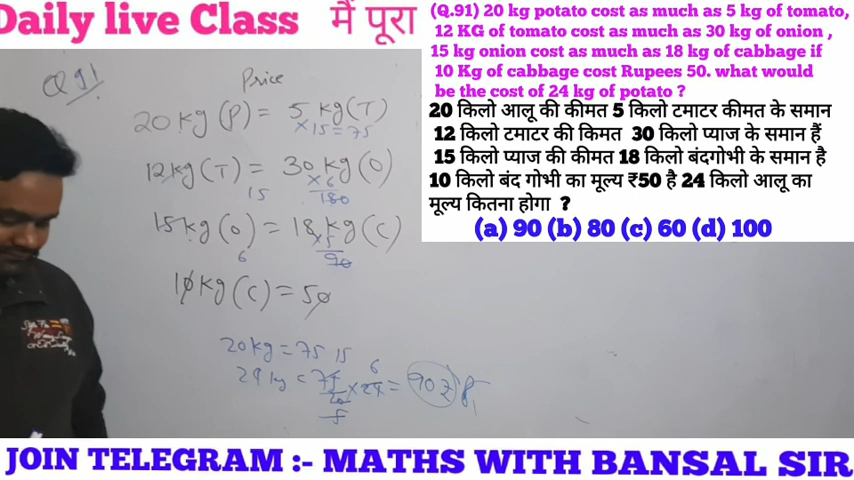 Daily live Class में पूरा
(Q.91) 20 kg potato cost as much as 5 kg of tomato,
12 KG of tomato cost as much as 30 kg of onion ,
15 kg onion cost as much as 18 kg of cabbage if
10 Kg of cabbage cost Rupees 50. what would
be the cost of 24 kg of potato ?
20 किलो आलू की कीमत 5 किलो टमाटर कीमत के समान
12 किलो टमाटर की किमत 30 किलो प्याज के समान हैं
15 किलो प्याज की कीमत 18 किलो बंदगोभी के समान है
10 किलो बंद गोभी का मूल्य ₹50 है 24 किलो आलू का
मूल्य कितना होगा ?
(a) 90 (b) 80 (c) 60 (d) 100
Q 91
Price
20 kg (P) = 5 kg (T)
×15=75
12 kg (T) = 30 kg (O)
15 ×6
180
15 kg (O) = 18 kg (C)
6 ×5
90
10 kg (C) = 50
20 kg = 75 15
24 kg = 75/20 × 24 = 90₹
6
5
JOIN TELEGRAM :- MATHS WITH BANSAL SIR